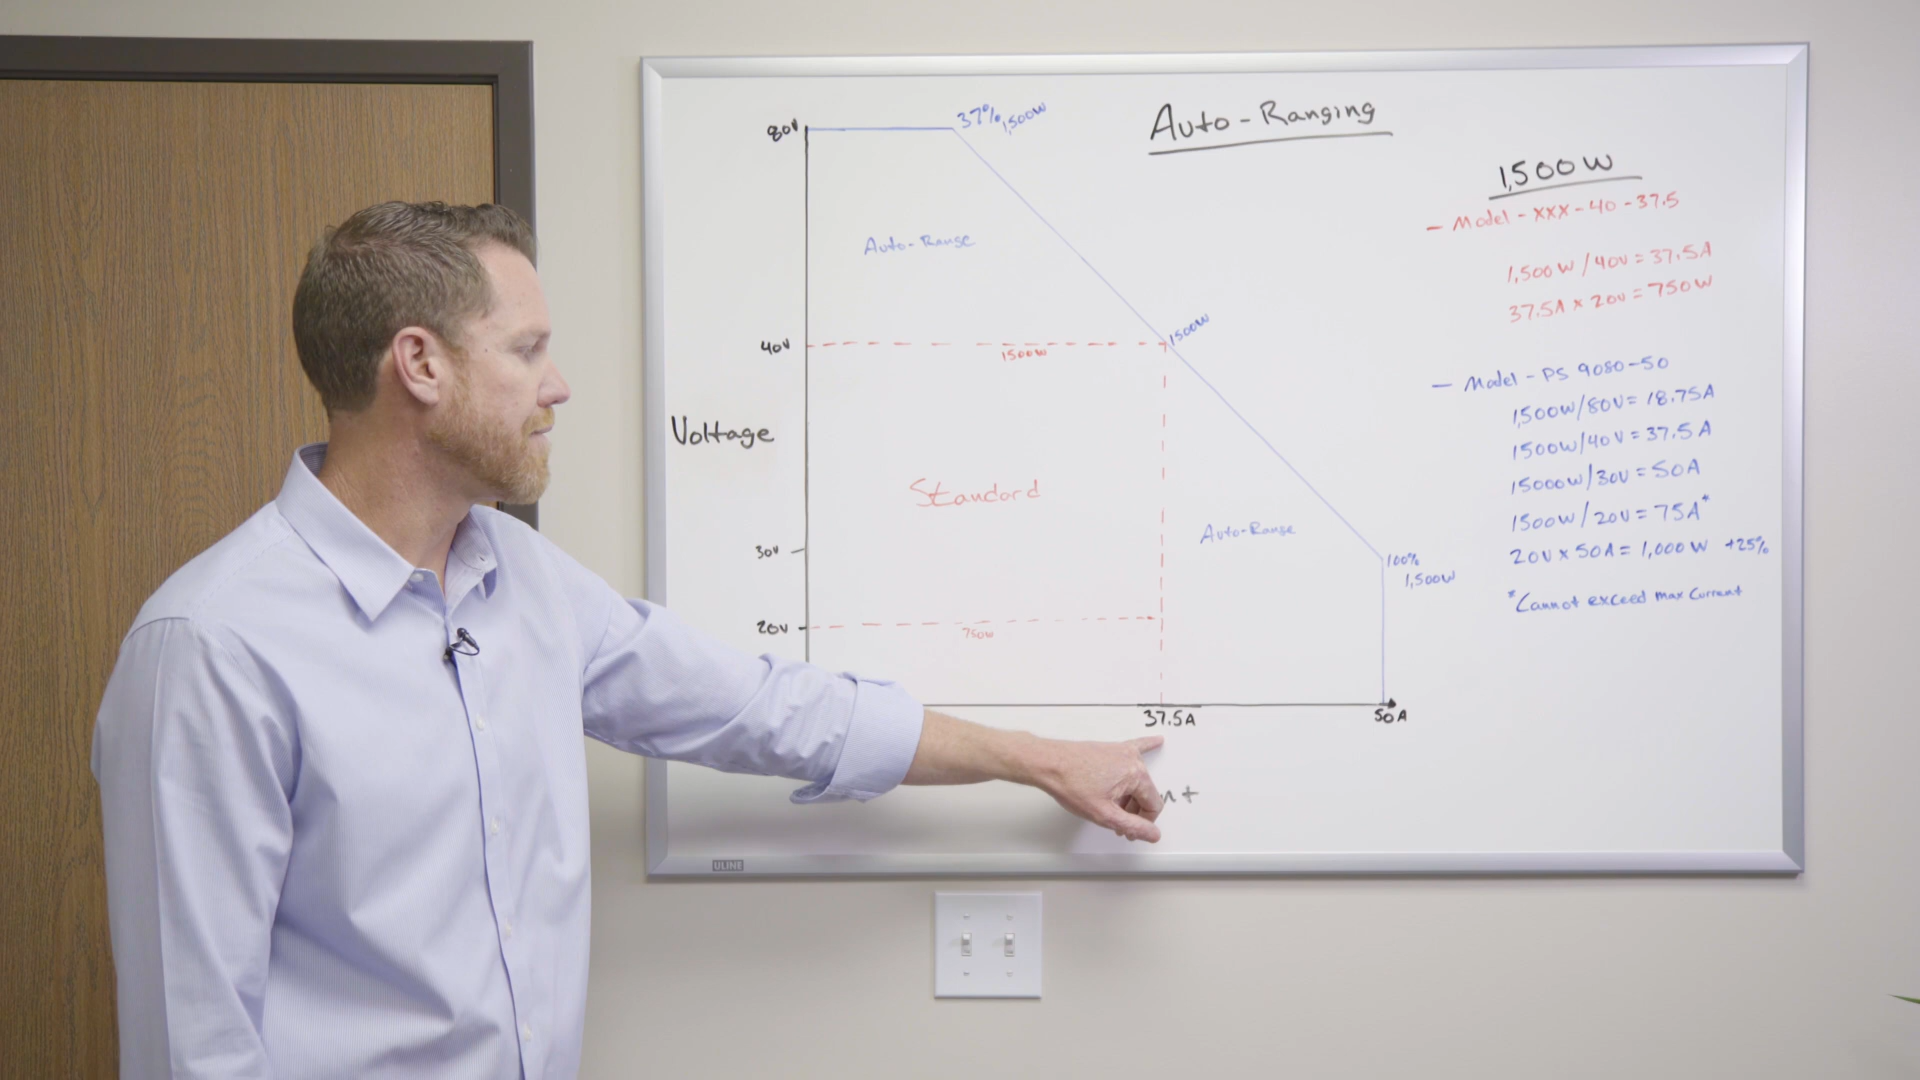 Auto-Ranging
80V
37% 1,500W
Auto-Range
40V
1500W
1500W
Voltage
Standard
30V
Auto-Range
100%
1,500W
20V
750W
37.5A
50A
nt
1,500W
- Model - XXX-40-37.5
1,500W/40V=37.5A
37.5A x 20V=750W
- Model - PS 9080-50
1,500W/80V=18.75A
1500W/40V=37.5A
15000W/30V=50A
1500W/20V=75A*
20V x 50A=1,000W +25%
*Cannot exceed max current
ULINE